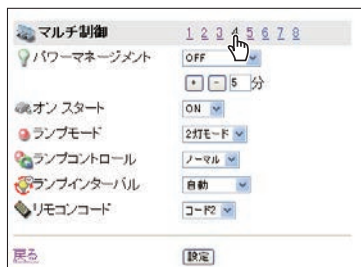 マルチ制御 1 2 3 4 5 6 7 8
パワーマネージメント OFF
+ - 5 分
オン スタート ON
ランプモード 2灯モード
ランプコントロール ノーマル
ランプインターバル 自動
リモコンコード コード2
戻る 設定